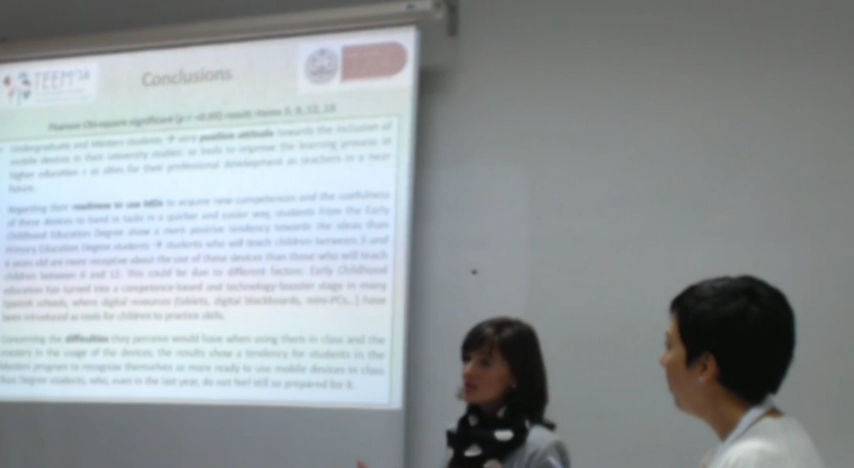 TEEM'16
Conclusions
Pearson Chi-square significant (p < =0.05) result: Items 5, 9, 12, 13
Undergraduate and Masters students → very positive attitude towards the inclusion of
mobile devices in their university studies: as tools to improve the learning process at
higher education + as allies for their professional development as teachers in a near
future.
Regarding their readiness to use MDs to acquire new competences and the usefulness
of these devices to hand in tasks in a quicker and easier way, students from the Early
Childhood Education Degree show a more positive tendency towards the ideas than
Primary Education Degree students → students who will teach children between 3 and
6 years old are more receptive about the use of these devices than those who will teach
children between 6 and 12. This could be due to different factors: Early Childhood
education has turned into a competence-based and technology-booster stage in many
Spanish schools, where digital resources (tablets, digital blackboards, mini-PCs...) have
been introduced as tools for children to practice skills.
Concerning the difficulties they perceive would have when using them in class and the
mastery in the usage of the devices, the results show a tendency for students in the
Masters program to recognize themselves as more ready to use mobile devices in class
than Degree students, who, even in the last year, do not feel still so prepared for it.